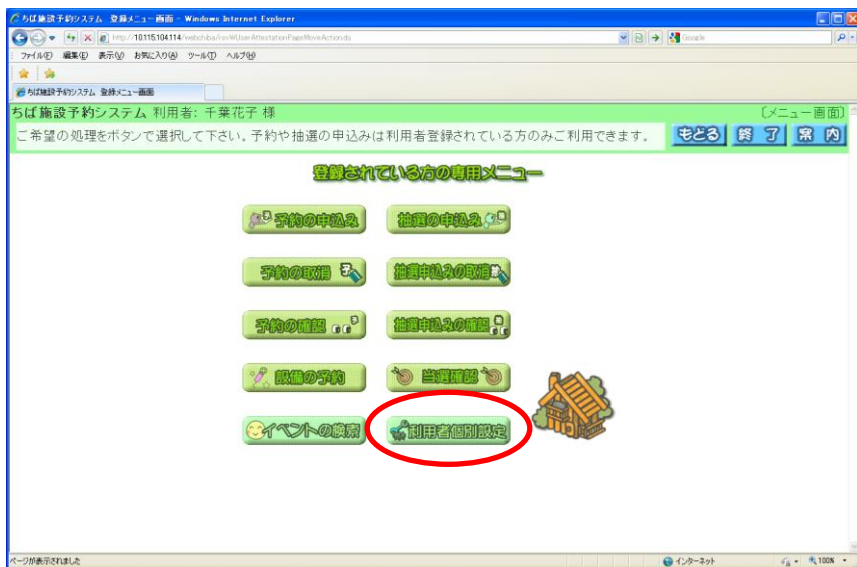 ちば施設予約システム 登録メニュー画面 - Windows Internet Explorer
http://10.115.104.114/webchiba/rsvWUserAttestationPageMoveAction.do
Google
ファイル(F) 編集(E) 表示(V) お気に入り(A) ツール(T) ヘルプ(H)
ちば施設予約システム 登録メニュー画面
ちば施設予約システム 利用者: 千葉花子 様 〔メニュー画面〕
ご希望の処理をボタンで選択して下さい。予約や抽選の申込みは利用者登録されている方のみご利用できます。 もどる 終了 案内
登録されている方の専用メニュー
予約の申込み 抽選の申込み
予約の取消 抽選申込みの取消
予約の確認 抽選申込みの確認
設備の予約 当選確認
イベントの検索 利用者個別設定
ページが表示されました インターネット 100%